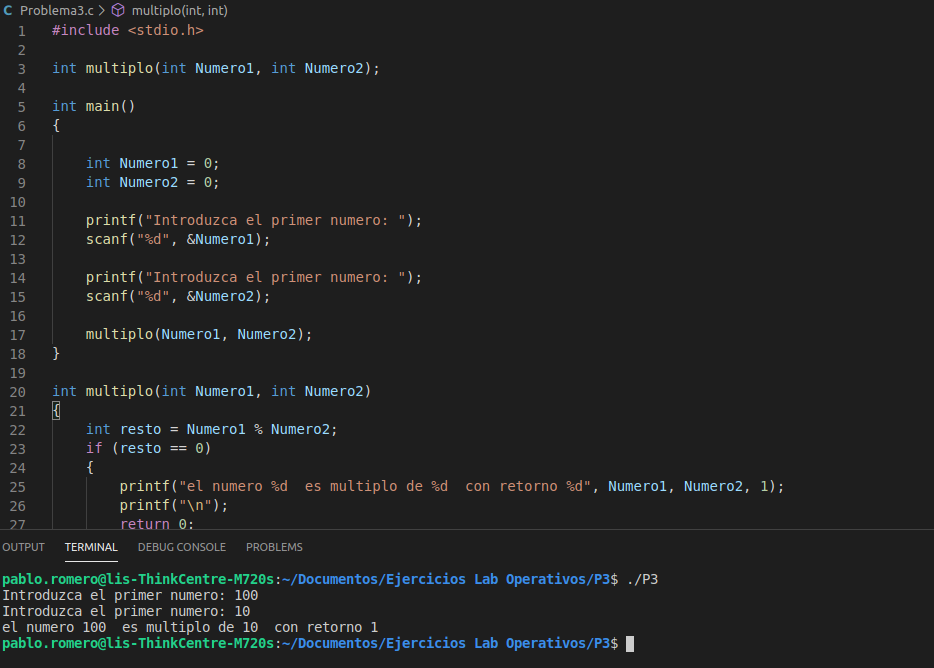 C Problema3.c > multiplo(int, int)
1 #include <stdio.h>
2
3 int multiplo(int Numero1, int Numero2);
4
5 int main()
6 {
7
8 int Numero1 = 0;
9 int Numero2 = 0;
10
11 printf("Introduzca el primer numero: ");
12 scanf("%d", &Numero1);
13
14 printf("Introduzca el primer numero: ");
15 scanf("%d", &Numero2);
16
17 multiplo(Numero1, Numero2);
18 }
19
20 int multiplo(int Numero1, int Numero2)
21 {
22 int resto = Numero1 % Numero2;
23 if (resto == 0)
24 {
25 printf("el numero %d  es multiplo de %d  con retorno %d", Numero1, Numero2, 1);
26 printf("\n");
27 return 0;
OUTPUT TERMINAL DEBUG CONSOLE PROBLEMS
pablo.romero@lis-ThinkCentre-M720s:~/Documentos/Ejercicios Lab Operativos/P3$ ./P3
Introduzca el primer numero: 100
Introduzca el primer numero: 10
el numero 100  es multiplo de 10  con retorno 1
pablo.romero@lis-ThinkCentre-M720s:~/Documentos/Ejercicios Lab Operativos/P3$